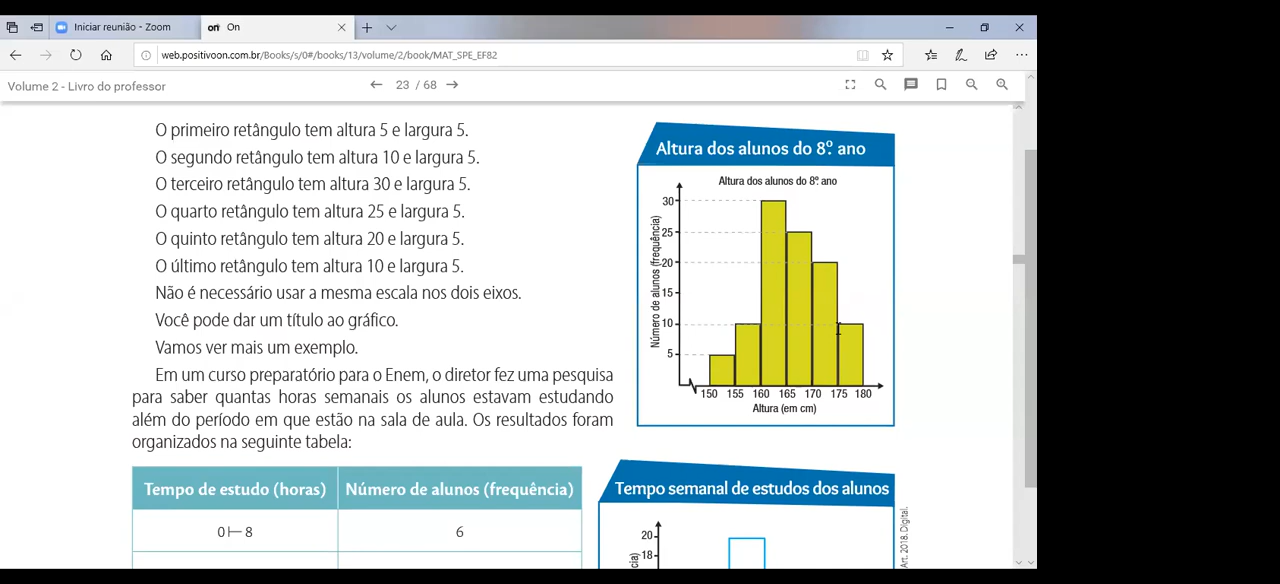 Iniciar reunião - Zoom
on On
web.positivoon.com.br/Books/s/0#/books/13/volume/2/book/MAT_SPE_EF82
Volume 2 - Livro do professor
23 / 68
O primeiro retângulo tem altura 5 e largura 5.
O segundo retângulo tem altura 10 e largura 5.
O terceiro retângulo tem altura 30 e largura 5.
O quarto retângulo tem altura 25 e largura 5.
O quinto retângulo tem altura 20 e largura 5.
O último retângulo tem altura 10 e largura 5.
Não é necessário usar a mesma escala nos dois eixos.
Você pode dar um título ao gráfico.
Vamos ver mais um exemplo.
Em um curso preparatório para o Enem, o diretor fez uma pesquisa
para saber quantas horas semanais os alunos estavam estudando
além do período em que estão na sala de aula. Os resultados foram
organizados na seguinte tabela:
Tempo de estudo (horas) Número de alunos (frequência)
0⊢8 6
Altura dos alunos do 8º. ano
Altura dos alunos do 8º. ano
Número de alunos (frequência)
30
25
20
15
10
5
150 155 160 165 170 175 180
Altura (em cm)
Tempo semanal de estudos dos alunos
20
18
cia)
Art. 2018. Digital.